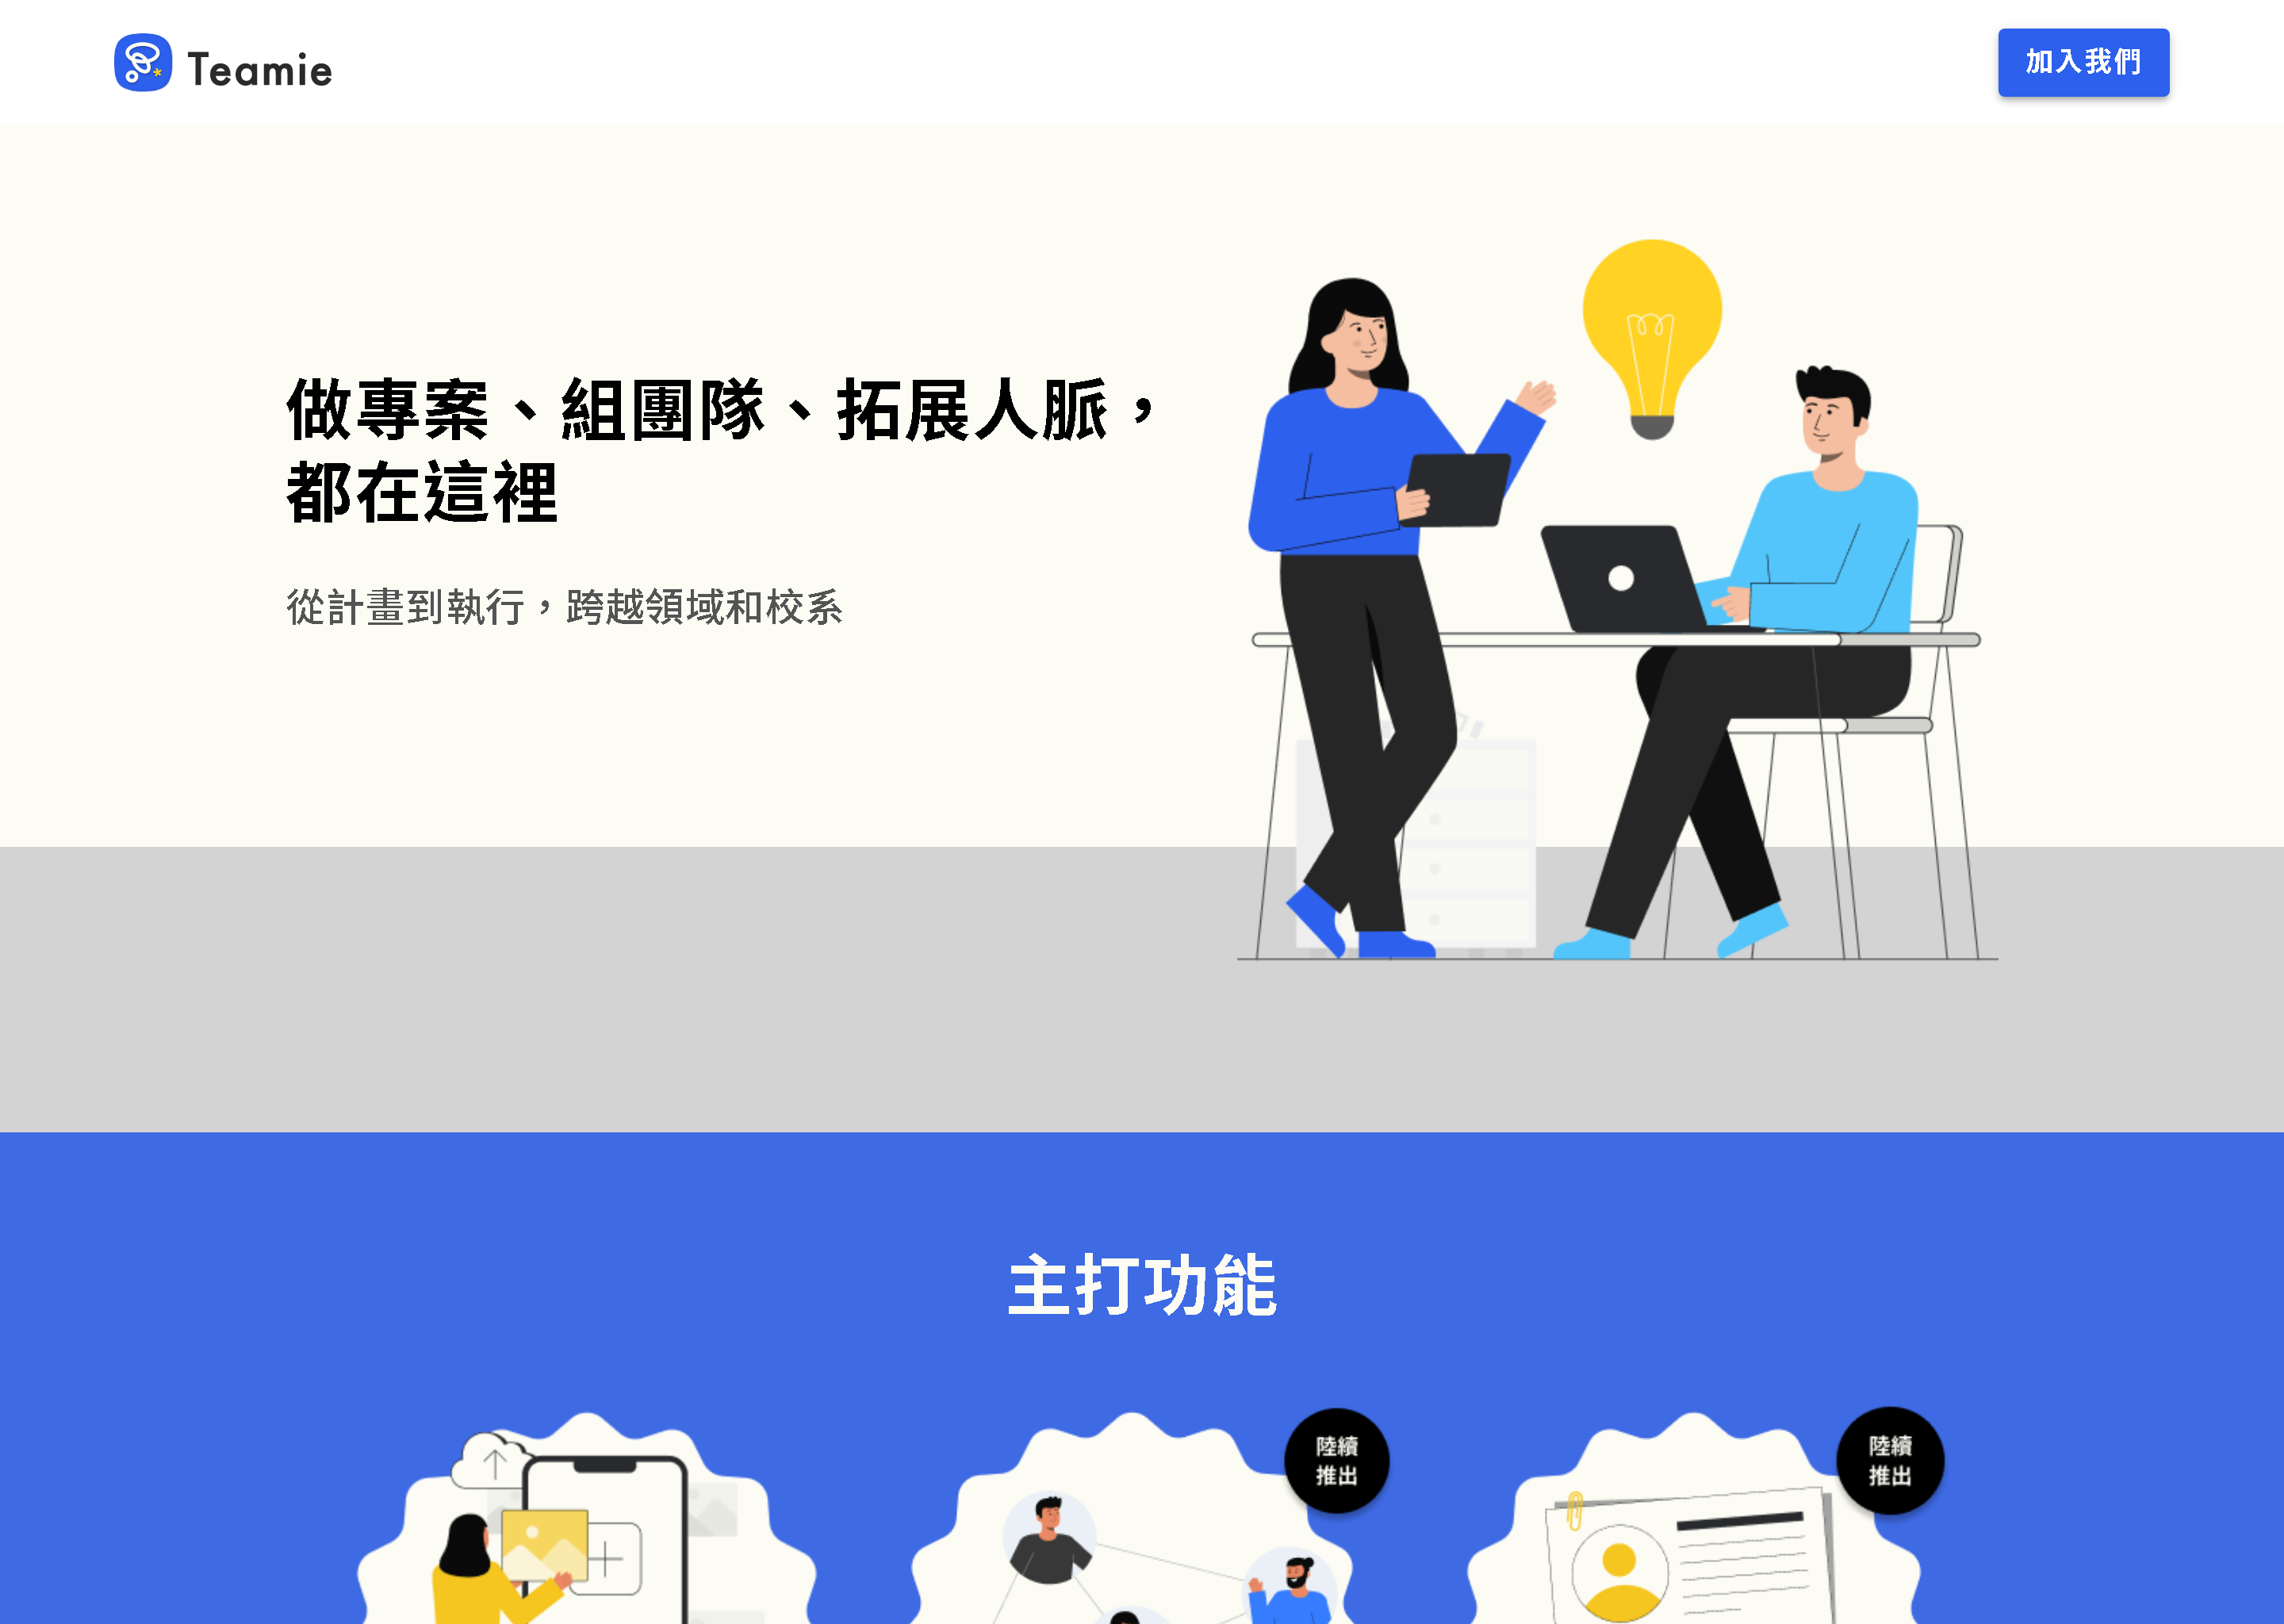 Teamie
加入我們
做專案、組團隊、拓展人脈，
都在這裡
從計畫到執行，跨越領域和校系
主打功能
陸續
推出
陸續
推出